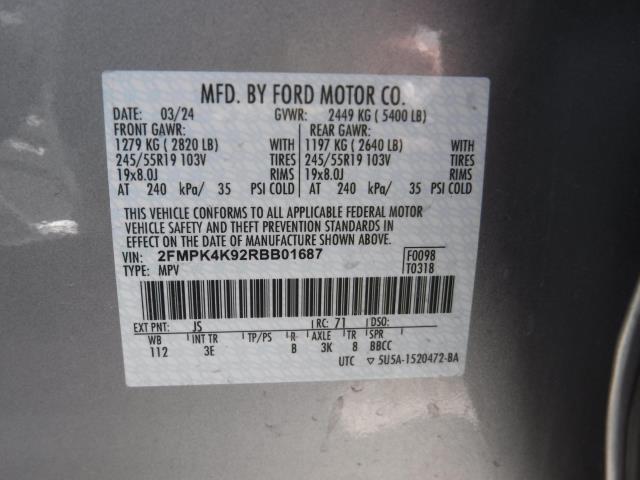 MFD. BY FORD MOTOR CO.
DATE: 03/24 GVWR: 2449 KG ( 5400 LB)
FRONT GAWR: REAR GAWR:
1279 KG ( 2820 LB) WITH 1197 KG ( 2640 LB) WITH
245/55R19 103V TIRES 245/55R19 103V TIRES
19x8.0J RIMS 19x8.0J RIMS
AT 240 kPa/ 35 PSI COLD AT 240 kPa/ 35 PSI COLD
THIS VEHICLE CONFORMS TO ALL APPLICABLE FEDERAL MOTOR
VEHICLE SAFETY AND THEFT PREVENTION STANDARDS IN
EFFECT ON THE DATE OF MANUFACTURE SHOWN ABOVE.
VIN: 2FMPK4K92RBB01687 F0098
TYPE: MPV T0318
EXT PNT: JS RC: 71 DSO:
WB INT TR TP/PS R AXLE TR SPR
112 3E B 3K 8 BBCC
UTC ▽ 5U5A-1520472-BA